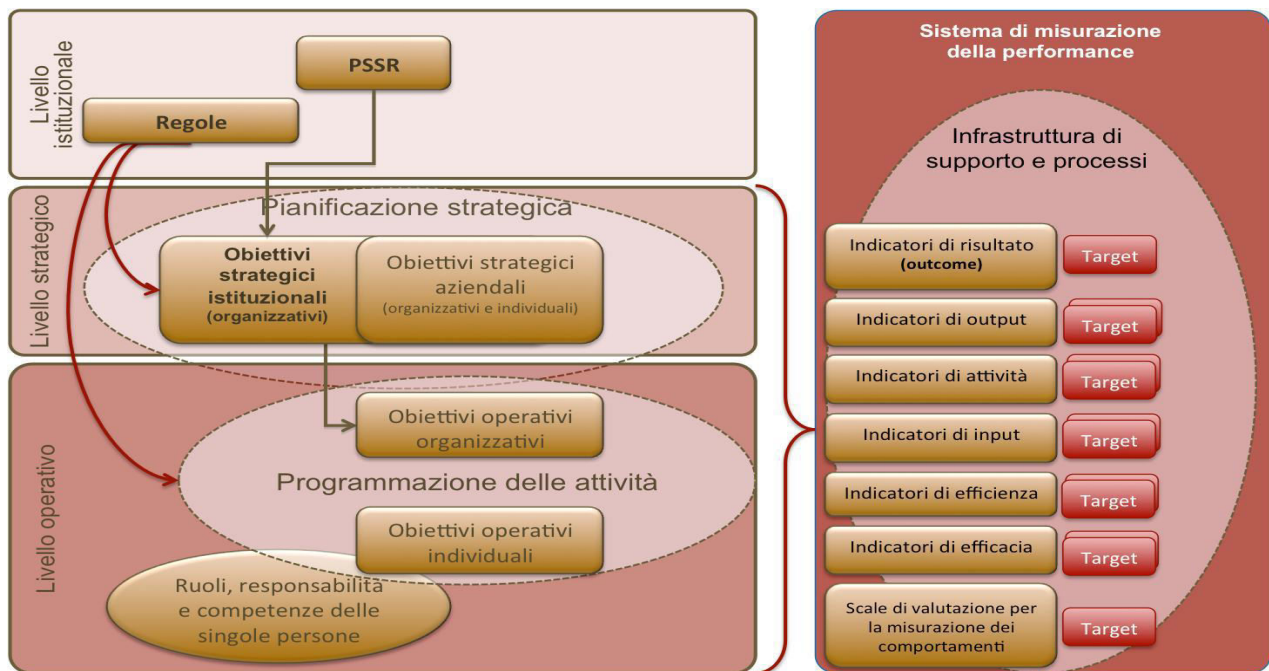 Livello
istituzionale
PSSR
Regole
Livello strategico
Pianificazione strategica
Obiettivi
strategici
istituzionali
(organizzativi)
Obiettivi strategici
aziendali
(organizzativi e individuali)
Livello operativo
Obiettivi operativi
organizzativi
Programmazione delle attività
Obiettivi operativi
individuali
Ruoli, responsabilità
e competenze delle
singole persone
Sistema di misurazione
della performance
Infrastruttura di
supporto e processi
Indicatori di risultato
(outcome)
Target
Indicatori di output
Target
Indicatori di attività
Target
Indicatori di input
Target
Indicatori di efficienza
Target
Indicatori di efficacia
Target
Scale di valutazione per
la misurazione dei
comportamenti
Target